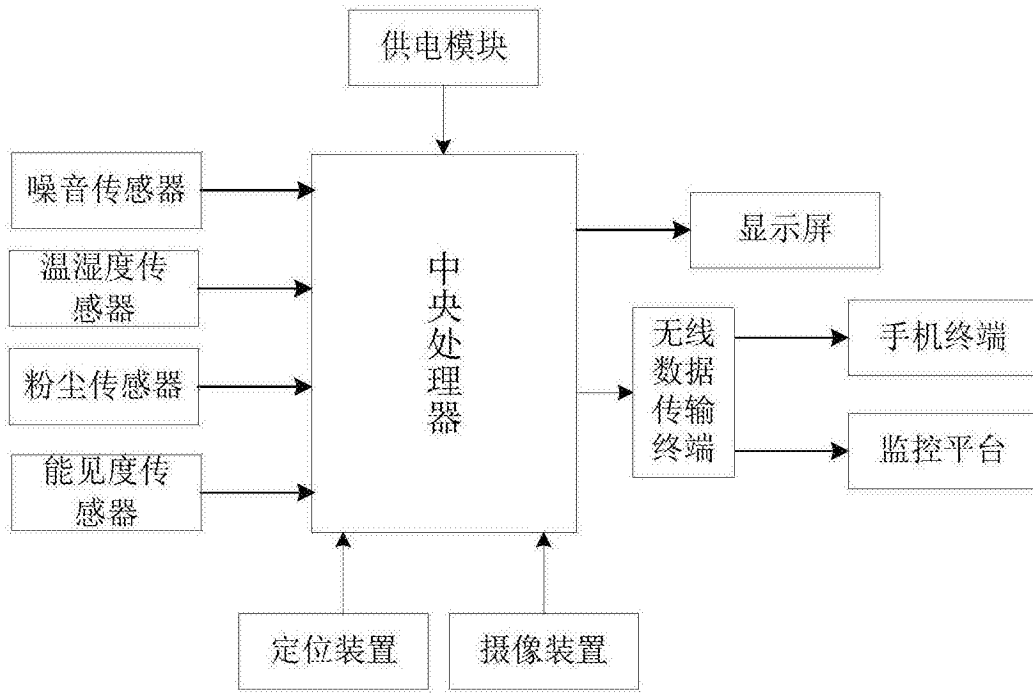 供电模块
噪音传感器
温湿度传
感器
粉尘传感器
能见度传
感器
中央处理器
显示屏
无线
数据
传输
终端
手机终端
监控平台
定位装置
摄像装置